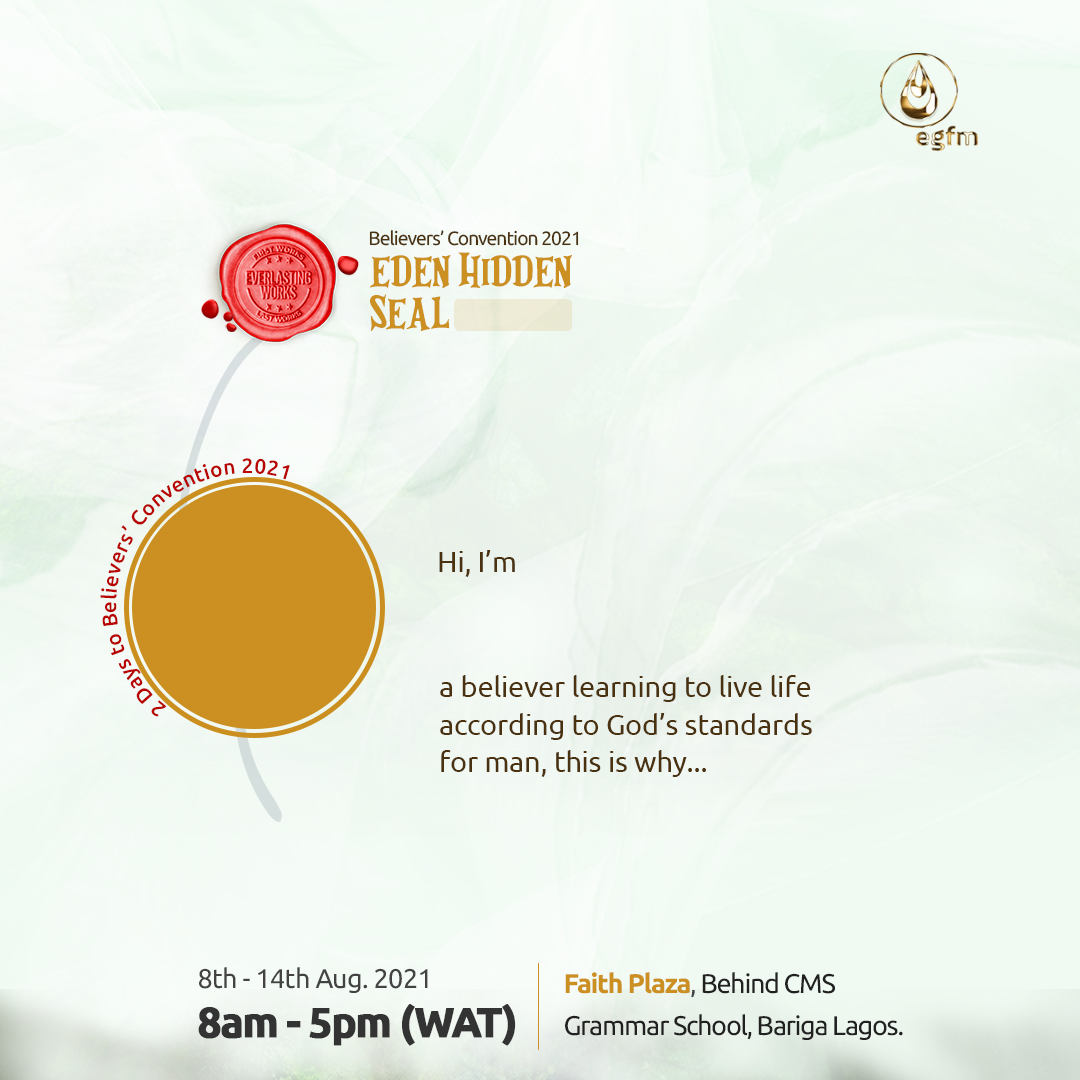 egfm
FIRST WORKS
EVERLASTING
WORKS
LAST WORKS
Believers’ Convention 2021
EDEN HIDDEN
SEAL
2 Days to Believers’ Convention 2021
Hi, I’m
a believer learning to live life
according to God’s standards
for man, this is why...
8th - 14th Aug. 2021
8am - 5pm (WAT)
Faith Plaza, Behind CMS
Grammar School, Bariga Lagos.